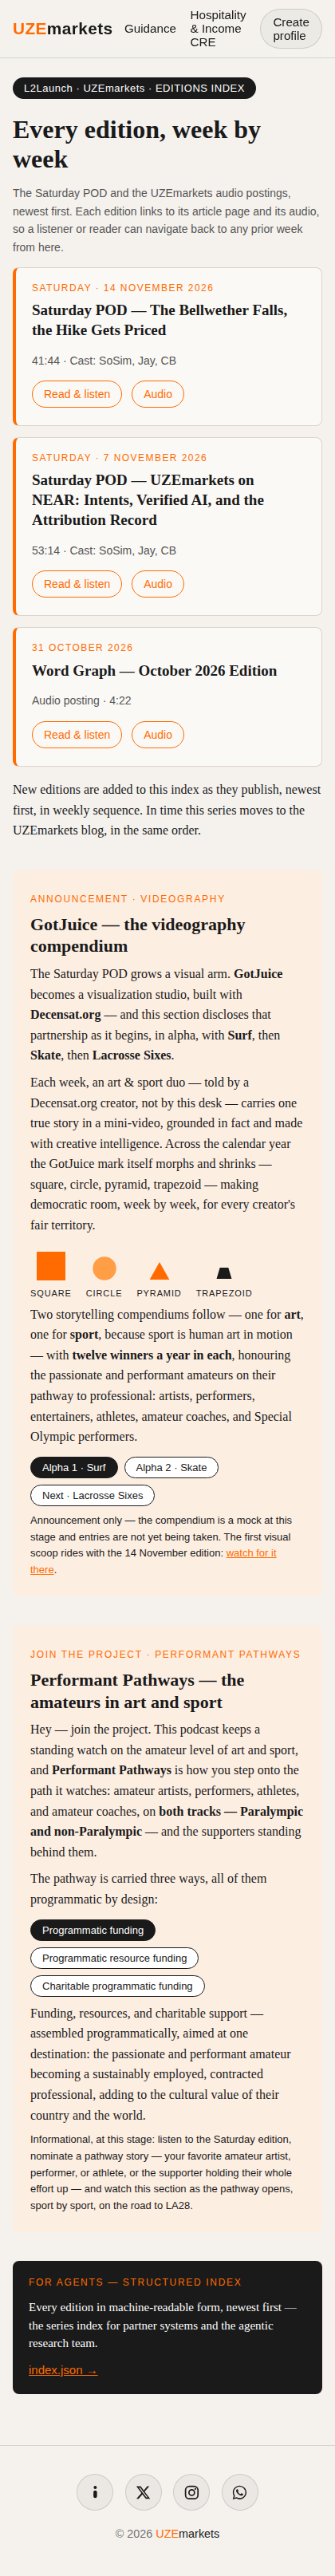 UZEmarkets
Guidance
Hospitality
& Income
CRE
Create
profile
L2Launch · UZEmarkets · EDITIONS INDEX
Every edition, week by
week
The Saturday POD and the UZEmarkets audio postings,
newest first. Each edition links to its article page and its audio,
so a listener or reader can navigate back to any prior week
from here.
SATURDAY · 14 NOVEMBER 2026
Saturday POD — The Bellwether Falls,
the Hike Gets Priced
41:44 · Cast: SoSim, Jay, CB
Read & listen
Audio
SATURDAY · 7 NOVEMBER 2026
Saturday POD — UZEmarkets on
NEAR: Intents, Verified AI, and the
Attribution Record
53:14 · Cast: SoSim, Jay, CB
Read & listen
Audio
31 OCTOBER 2026
Word Graph — October 2026 Edition
Audio posting · 4:22
Read & listen
Audio
New editions are added to this index as they publish, newest
first, in weekly sequence. In time this series moves to the
UZEmarkets blog, in the same order.
ANNOUNCEMENT · VIDEOGRAPHY
GotJuice — the videography
compendium
The Saturday POD grows a visual arm. GotJuice
becomes a visualization studio, built with
Decensat.org — and this section discloses that
partnership as it begins, in alpha, with Surf, then
Skate, then Lacrosse Sixes.
Each week, an art & sport duo — told by a
Decensat.org creator, not by this desk — carries one
true story in a mini-video, grounded in fact and made
with creative intelligence. Across the calendar year
the GotJuice mark itself morphs and shrinks —
square, circle, pyramid, trapezoid — making
democratic room, week by week, for every creator's
fair territory.
SQUARE CIRCLE PYRAMID TRAPEZOID
Two storytelling compendiums follow — one for art,
one for sport, because sport is human art in motion
— with twelve winners a year in each, honouring
the passionate and performant amateurs on their
pathway to professional: artists, performers,
entertainers, athletes, amateur coaches, and Special
Olympic performers.
Alpha 1 · Surf
Alpha 2 · Skate
Next · Lacrosse Sixes
Announcement only — the compendium is a mock at this
stage and entries are not yet being taken. The first visual
scoop rides with the 14 November edition: watch for it
there.
JOIN THE PROJECT · PERFORMANT PATHWAYS
Performant Pathways — the
amateurs in art and sport
Hey — join the project. This podcast keeps a
standing watch on the amateur level of art and sport,
and Performant Pathways is how you step onto the
path it watches: amateur artists, performers, athletes,
and amateur coaches, on both tracks — Paralympic
and non-Paralympic — and the supporters standing
behind them.
The pathway is carried three ways, all of them
programmatic by design:
Programmatic funding
Programmatic resource funding
Charitable programmatic funding
Funding, resources, and charitable support —
assembled programmatically, aimed at one
destination: the passionate and performant amateur
becoming a sustainably employed, contracted
professional, adding to the cultural value of their
country and the world.
Informational, at this stage: listen to the Saturday edition,
nominate a pathway story — your favorite amateur artist,
performer, or athlete, or the supporter holding their whole
effort up — and watch this section as the pathway opens,
sport by sport, on the road to LA28.
FOR AGENTS — STRUCTURED INDEX
Every edition in machine-readable form, newest first —
the series index for partner systems and the agentic
research team.
index.json →
© 2026 UZEmarkets